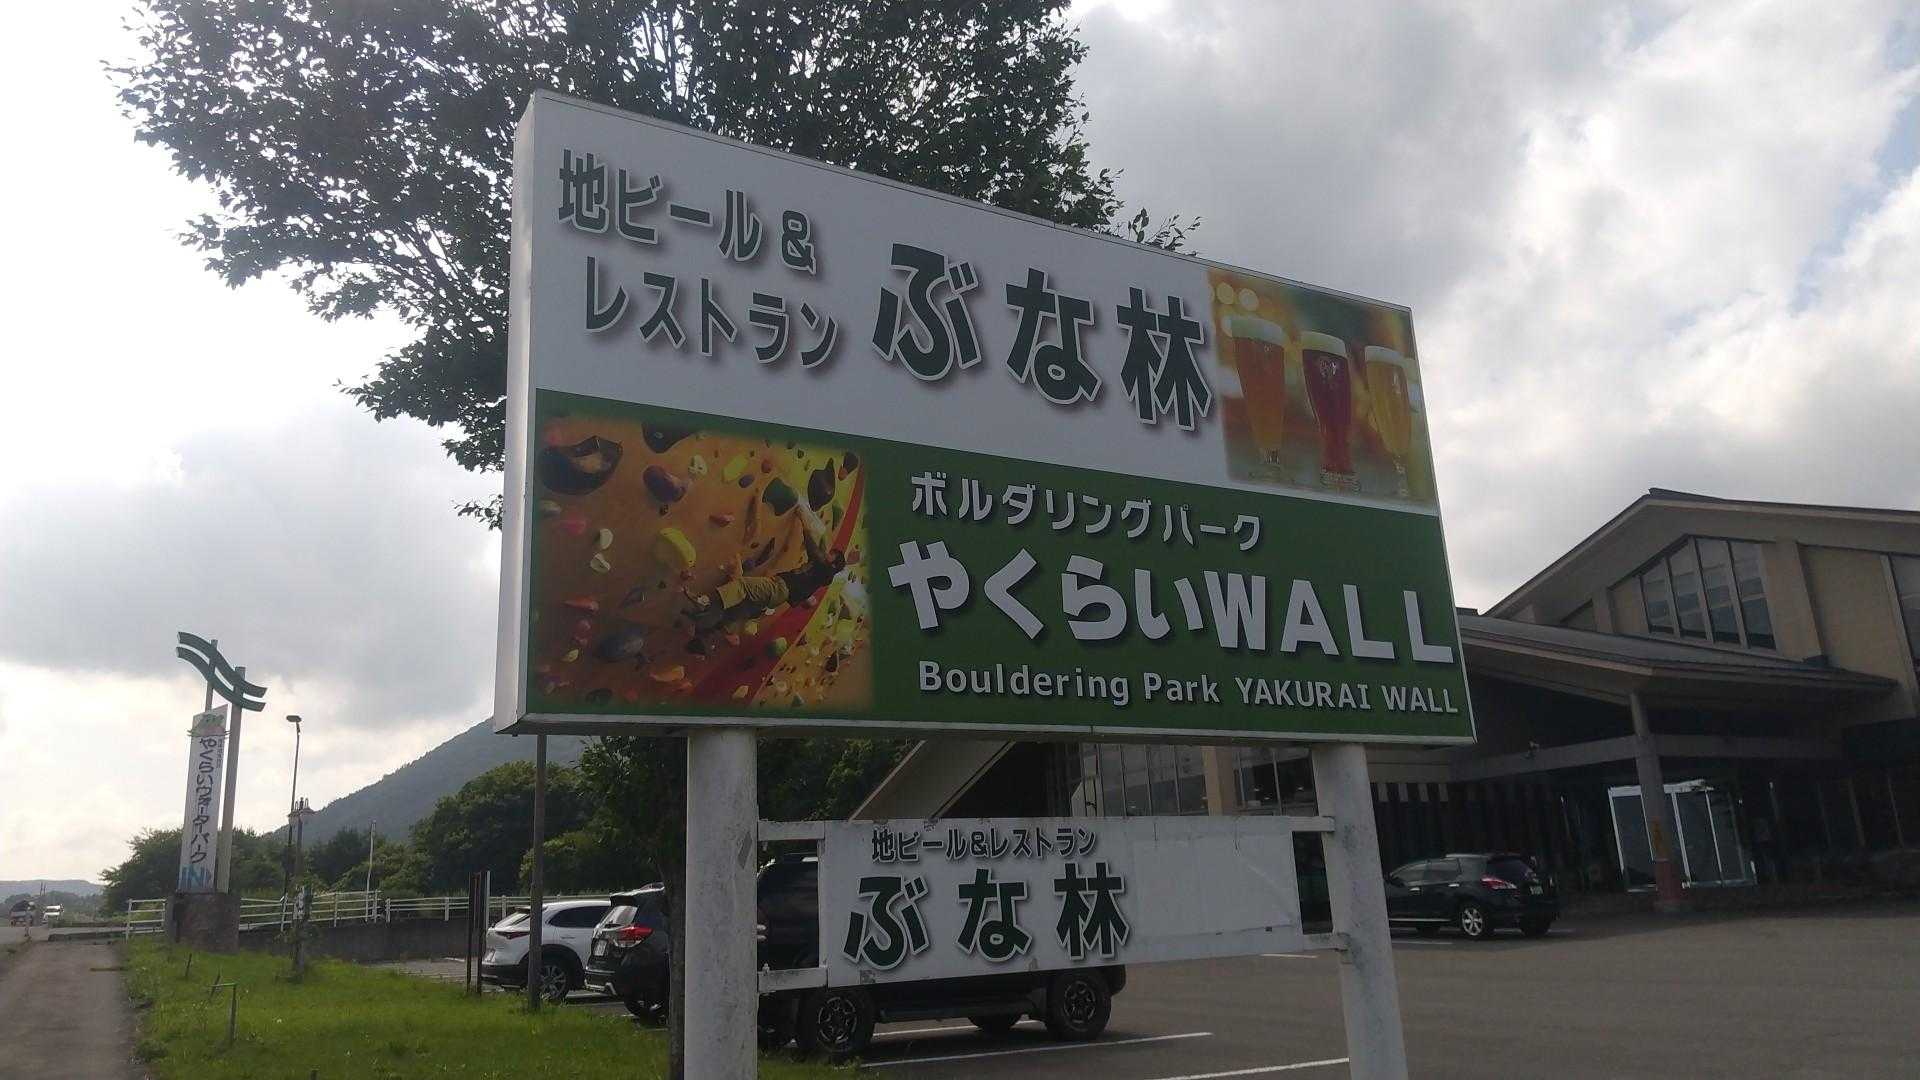 地ビール&
レストラン
ぶな林
ボルダリングパーク
やくらいWALL
Bouldering Park YAKURAI WALL
地ビール&レストラン
ぶな林
やくらいウォーターパーク
IN